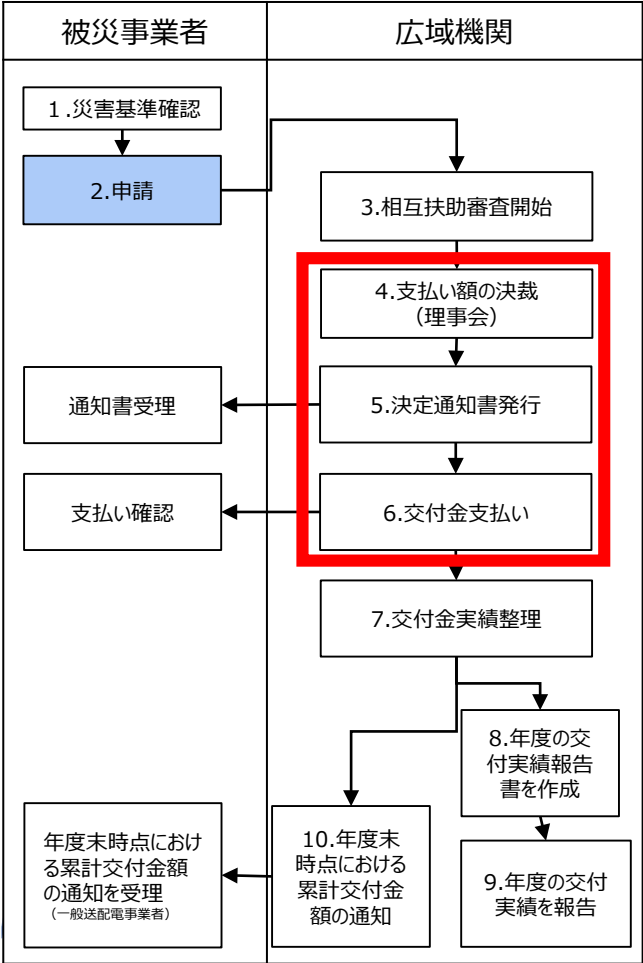 被災事業者
広域機関
1.災害基準確認
2.申請
3.相互扶助審査開始
4.支払い額の決裁
（理事会）
通知書受理
5.決定通知書発行
支払い確認
6.交付金支払い
7.交付金実績整理
8.年度の交
付実績報告
書を作成
年度末時点におけ
る累計交付金額
の通知を受理
（一般送配電事業者）
10.年度末
時点における
累計交付金
額の通知
9.年度の交付
実績を報告